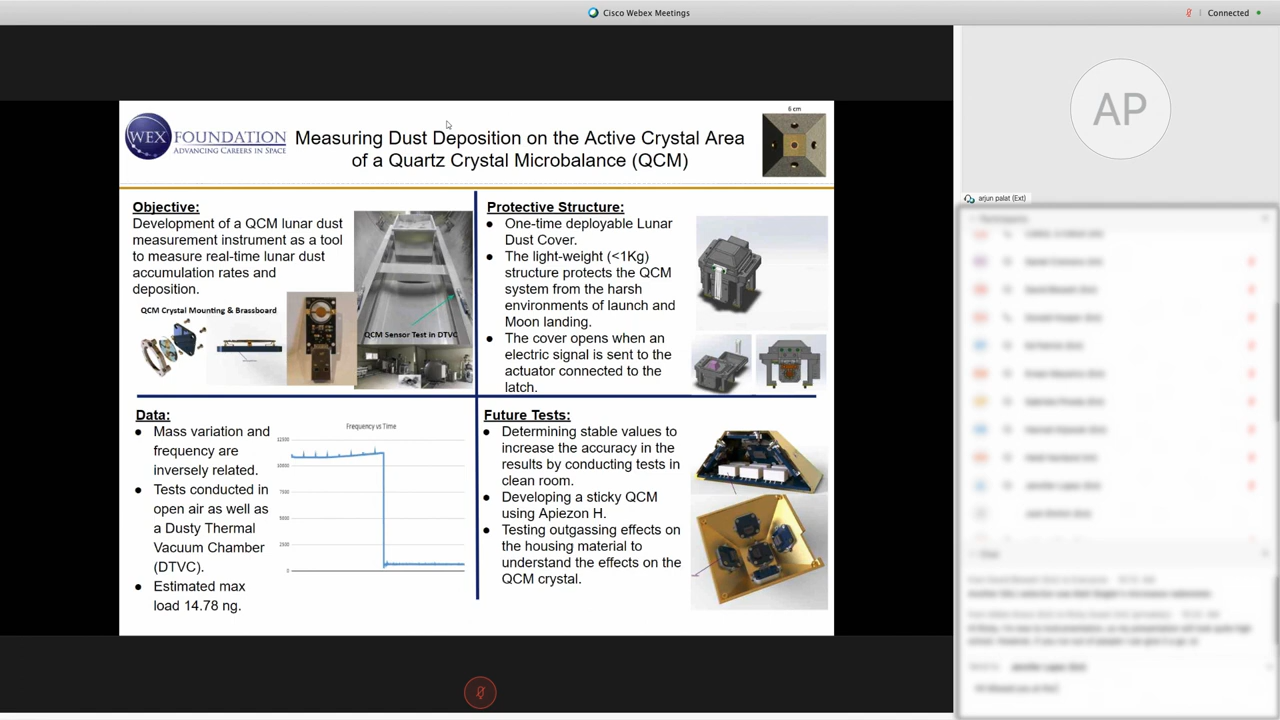 Cisco Webex Meetings
Connected
AP
arjun palat (Ext)
WEX FOUNDATION
ADVANCING CAREERS IN SPACE
Measuring Dust Deposition on the Active Crystal Area
of a Quartz Crystal Microbalance (QCM)
6 cm
Objective:
Development of a QCM lunar dust
measurement instrument as a tool
to measure real-time lunar dust
accumulation rates and
deposition.
QCM Crystal Mounting & Brassboard
QCM Sensor Test in DTVC
Protective Structure:
● One-time deployable Lunar
Dust Cover.
● The light-weight (<1Kg)
structure protects the QCM
system from the harsh
environments of launch and
Moon landing.
● The cover opens when an
electric signal is sent to the
actuator connected to the
latch.
Data:
● Mass variation and
frequency are
inversely related.
● Tests conducted in
open air as well as
a Dusty Thermal
Vacuum Chamber
(DTVC).
● Estimated max
load 14.78 ng.
Frequency vs Time
12500
10000
7500
5000
2500
0
Future Tests:
● Determining stable values to
increase the accuracy in the
results by conducting tests in
clean room.
● Developing a sticky QCM
using Apiezon H.
● Testing outgassing effects on
the housing material to
understand the effects on the
QCM crystal.